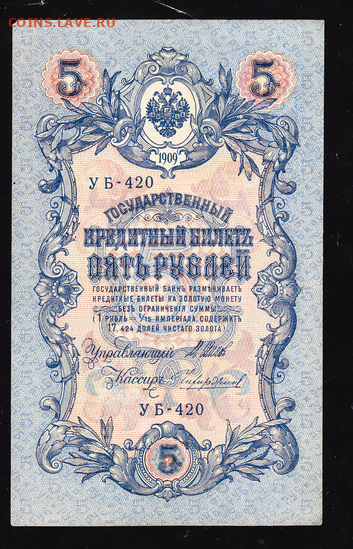 COINS.LAVE.RU
5 5
1909
УБ-420
ГОСУДАРСТВЕННЫЙ
КРЕДИТНЫЙ БИЛЕТЪ
ПЯТЬ РУБЛЕЙ
ГОСУДАРСТВЕННЫЙ БАНКЪ РАЗМѢНИВАЕТЪ
КРЕДИТНЫЕ БИЛЕТЫ НА ЗОЛОТУЮ МОНЕТУ
БЕЗЪ ОГРАНИЧЕНІЯ СУММЫ
(1 РУБЛЬ = 1/15 ИМПЕРІАЛА, СОДЕРЖИТЪ
17,424 ДОЛЕЙ ЧИСТАГО ЗОЛОТА)
Управляющій
Кассиръ
УБ-420
5